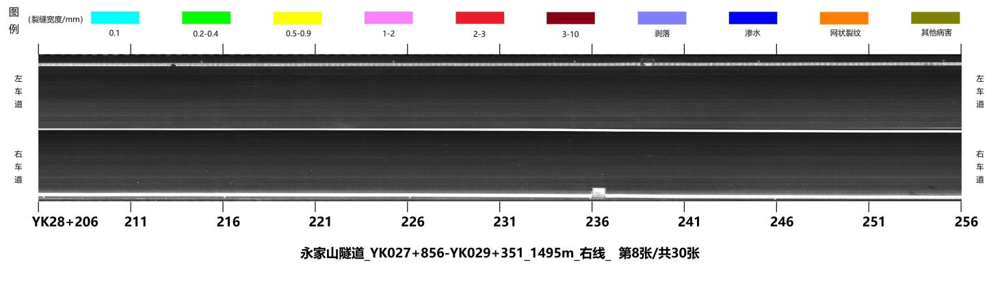 图例
(裂缝宽度/mm)
0.1 0.2-0.4 0.5-0.9 1-2 2-3 3-10 剥落 渗水 网状裂纹 其他病害
左车道 左车道
右车道 右车道
YK28+206 211 216 221 226 231 236 241 246 251 256
永家山隧道_YK027+856-YK029+351_1495m_右线_ 第8张/共30张